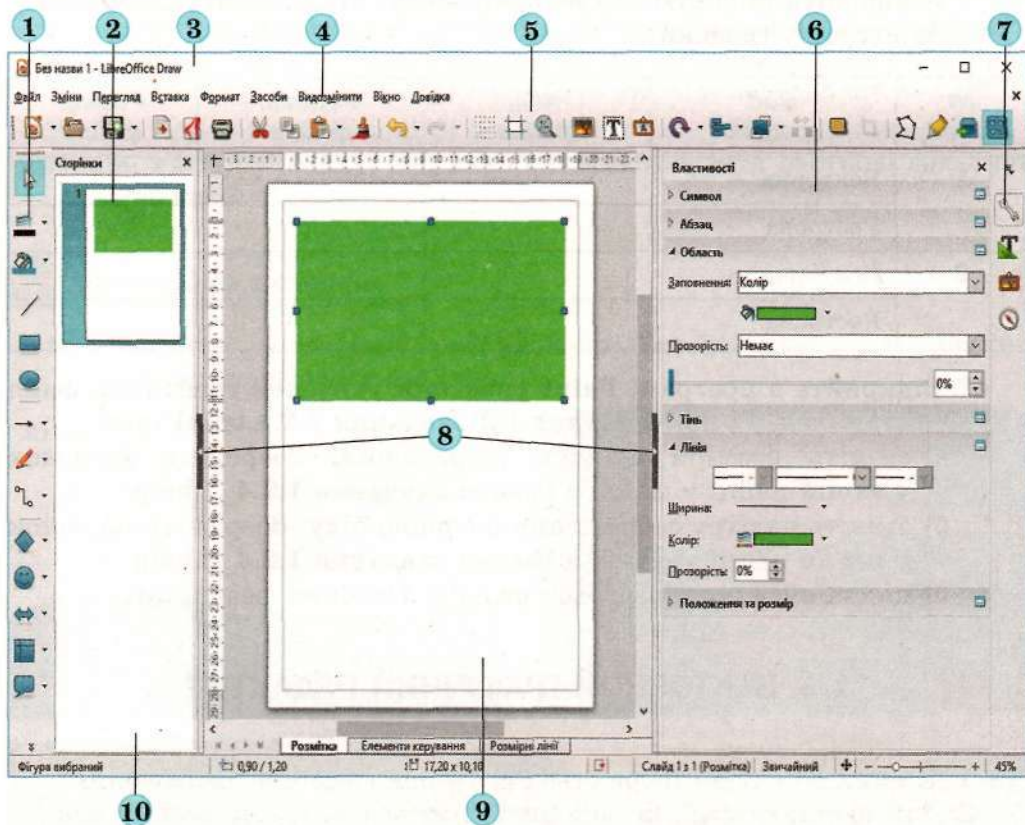 1 2 3 4 5 6 7
Без назви 1 - LibreOffice Draw
Файл Зміни Перегляд Вставка Формат Засоби Видозмінити Вікно Довідка
Сторінки
1
Властивості
Символ
Абзац
Область
Заповнення: Колір
Прозорість: Немає
0%
Тінь
8
Лінія
Ширина:
Колір:
Прозорість: 0%
Положення та розмір
Розмітка Елементи керування Розмірні лінії
Фігура вибраний 0,90 / 1,20 17,20 x 10,10 Слайд 1 з 1 (Розмітка) Звичайний 45%
10 9